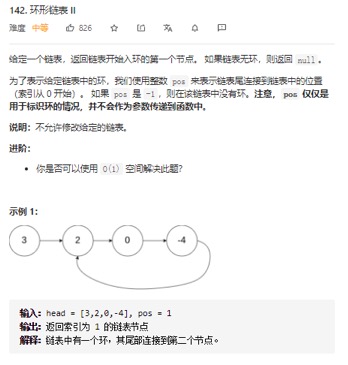 142. 环形链表 II
难度 中等 826
给定一个链表，返回链表开始入环的第一个节点。 如果链表无环，则返回 null 。
为了表示给定链表中的环，我们使用整数 pos 来表示链表尾连接到链表中的位置
（索引从 0 开始）。 如果 pos 是 -1 ，则在该链表中没有环。注意， pos 仅仅是
用于标识环的情况，并不会作为参数传递到函数中。
说明：不允许修改给定的链表。
进阶：
• 你是否可以使用 O(1) 空间解决此题？
示例 1：
3 2 0 -4
输入：head = [3,2,0,-4], pos = 1
输出：返回索引为 1 的链表节点
解释：链表中有一个环，其尾部连接到第二个节点。